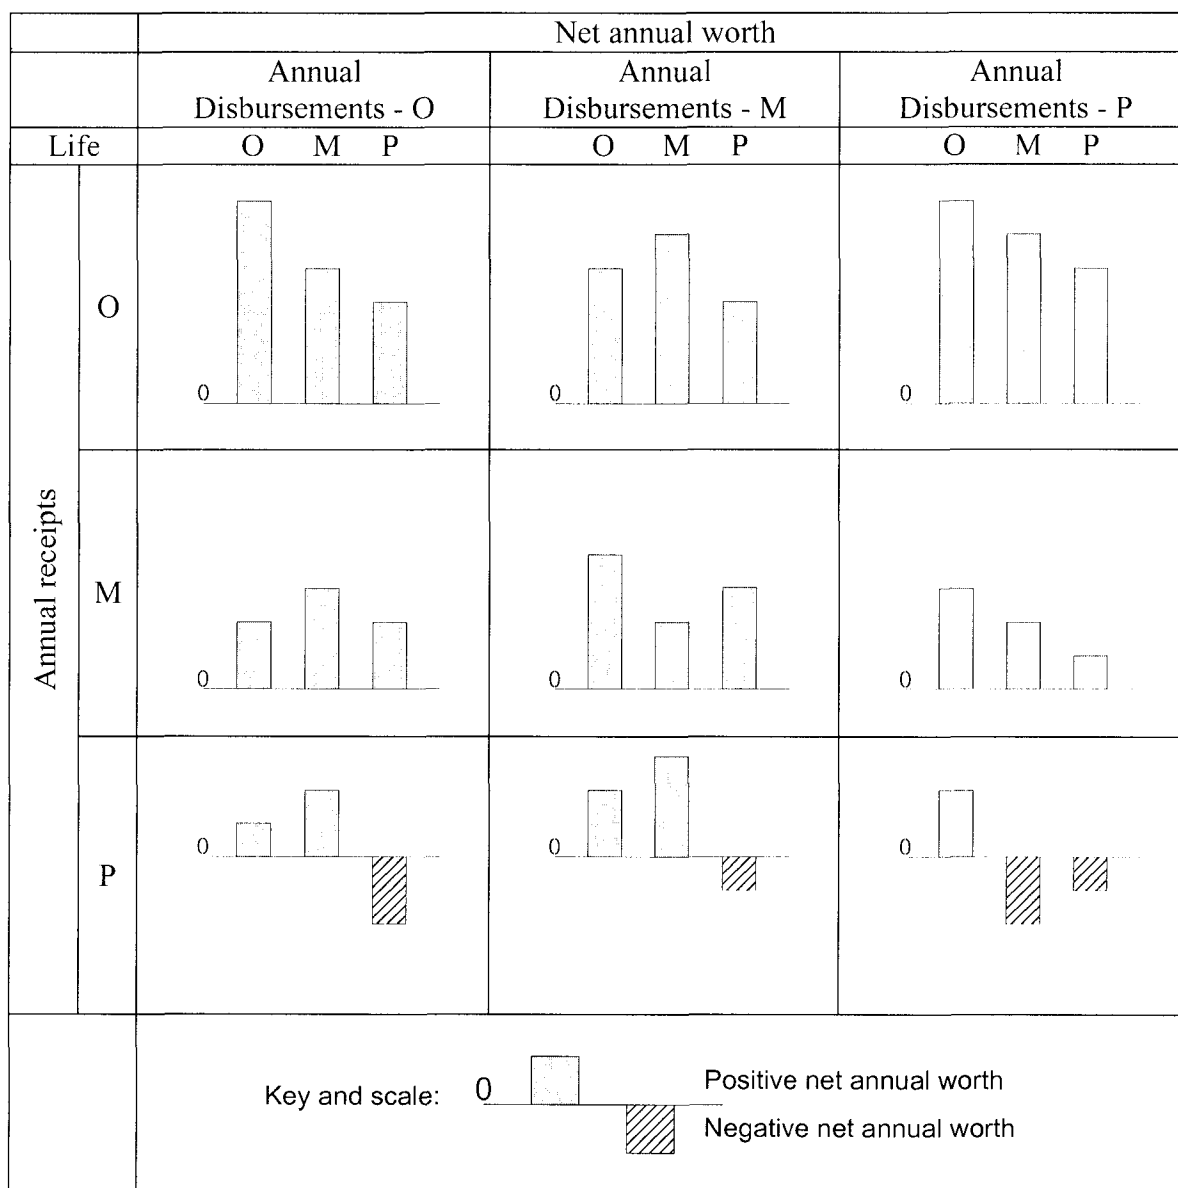 Net annual worth
Annual Disbursements - O
Annual Disbursements - M
Annual Disbursements - P
Life O M P O M P O M P
Annual receipts
O
0 0 0
M
0 0 0
P
0 0 0
Key and scale: 0 Positive net annual worth
Negative net annual worth